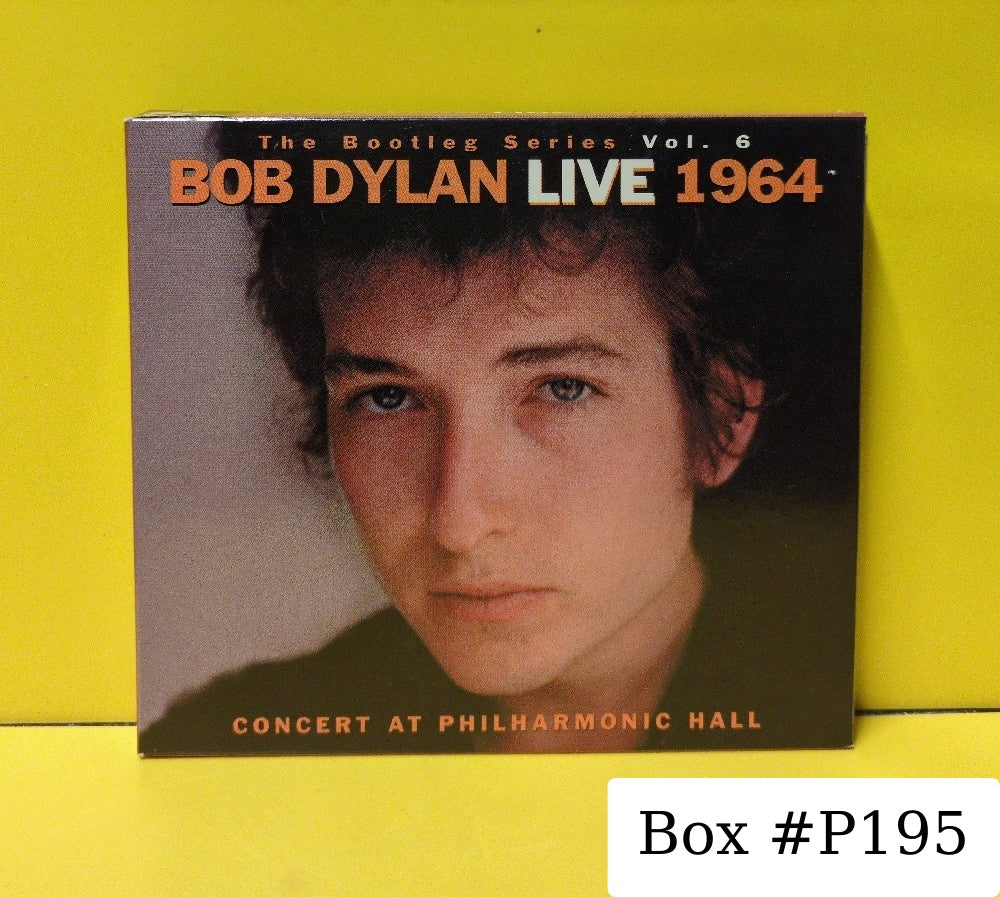 The Bootleg Series Vol. 6
BOB DYLAN LIVE 1964
CONCERT AT PHILHARMONIC HALL
Box #P195